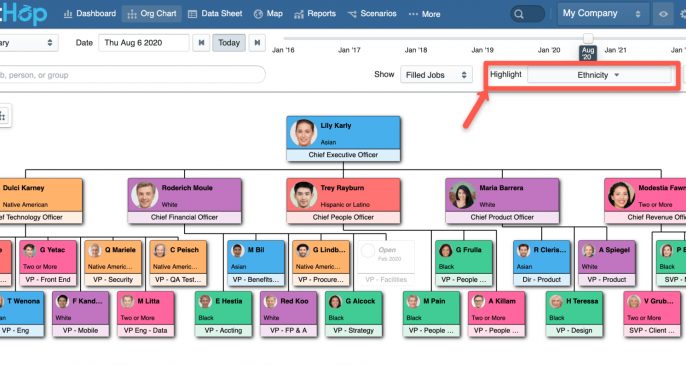 tHop Dashboard Org Chart Data Sheet Map Reports Scenarios ••• More My Company
ary Date Thu Aug 6 2020 Today Jan '16 Jan '17 Jan '18 Jan '19 Jan '20 Aug '20 Jan '21 Jan '
b, person, or group Show Filled Jobs Highlight Ethnicity
Lily Karly
Asian
Chief Executive Officer
Dulci Karney
Native American
ef Technology Officer
Roderich Moule
White
Chief Financial Officer
Trey Rayburn
Hispanic or Latino
Chief People Officer
Maria Barrera
White
Chief Product Officer
Modestia Fawn
Two or More
Chief Revenue Offi
G Yetac
Two or More
VP - Front End
Q Mariele
Native Americ...
VP - Security
C Peisch
Native Americ...
VP - QA Test...
M Bil
Asian
VP - Benefits...
G Lindb...
Native Americ...
VP - Procure...
Open
Feb 2020
VP - Facilities
G Frulla
Black
VP - People ...
R Cleris...
Asian
Dir - Product
A Spiegel
White
VP - Product
P E
Black
VP - S
T Wenons
Asian
VP - Eng
F Kand...
White
VP - Mobile
M Litta
Two or More
VP Eng - Data
E Hestia
Black
VP - Accting
Red Koo
White
VP - FP & A
G Alcock
Black
VP - Strategy
M Pain
Black
VP - People ...
A Killam
Two or More
VP - People ...
H Teressa
Black
VP - Design
V Grub...
Two or More
SVP - Client ...